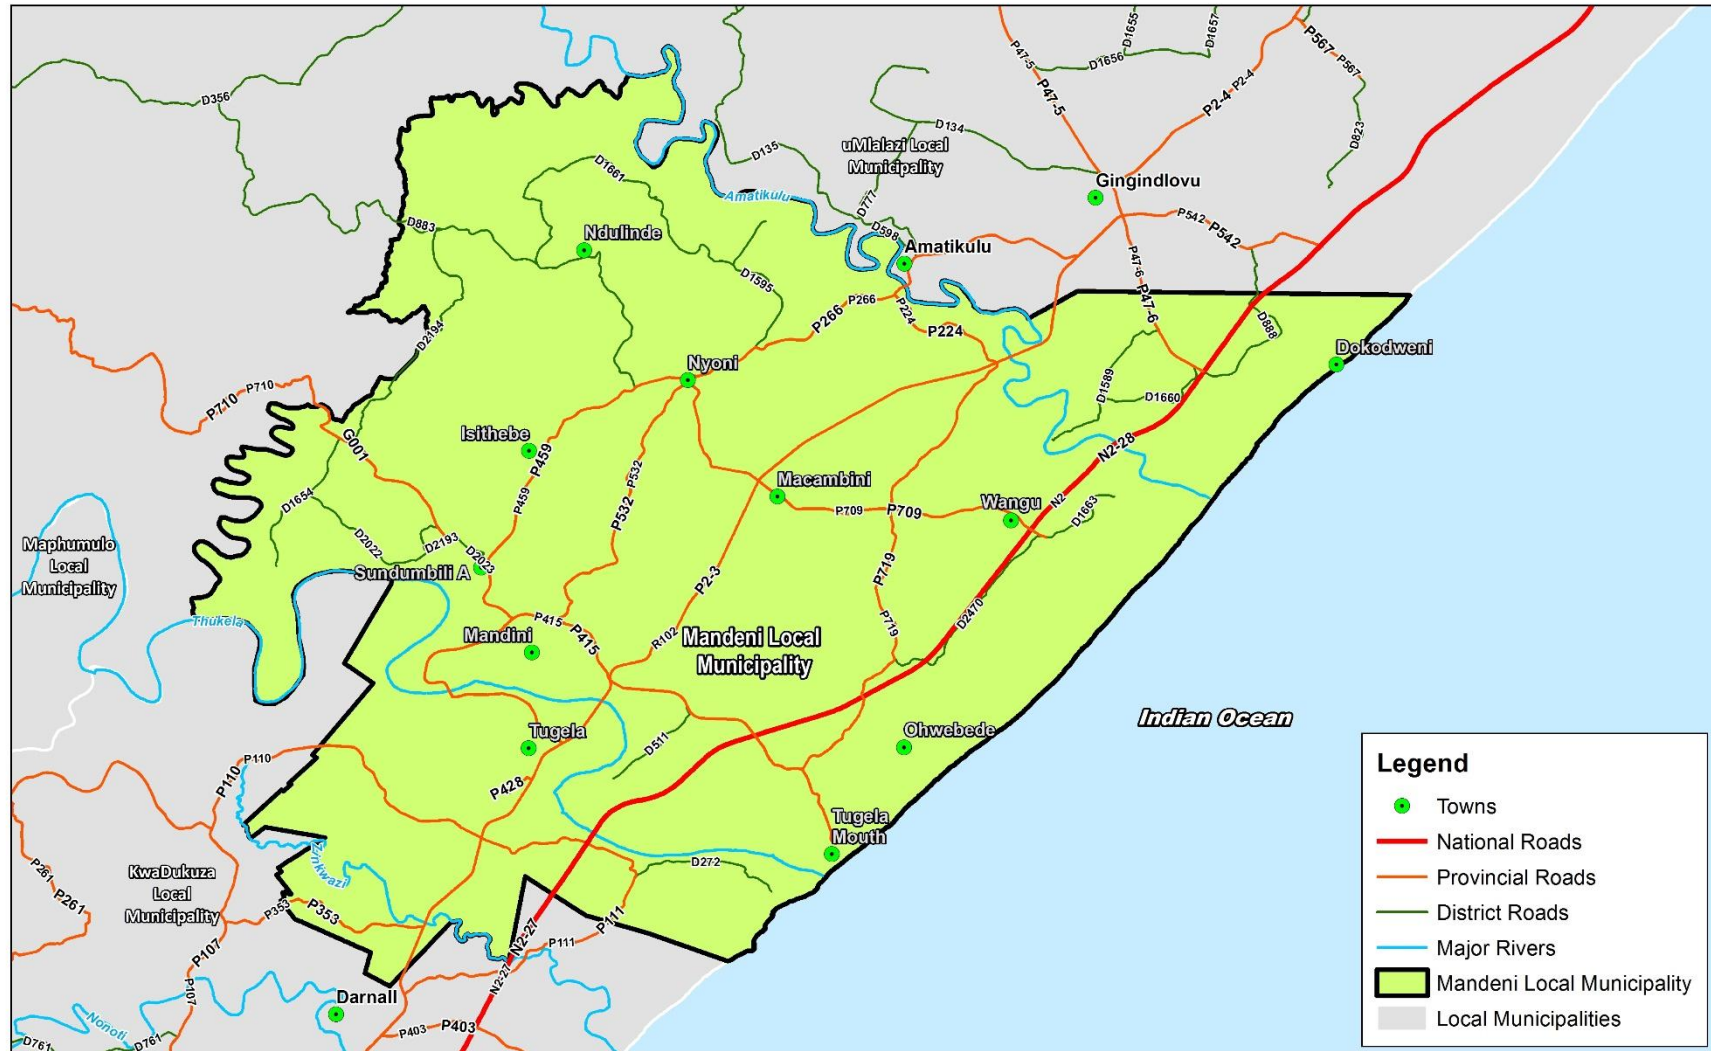 D1655
D1657
P47-5
D1656
P567
P567
D356
P47-5
P2-4
P2-4
D823
D134
uMlalazi Local
Municipality
D135
D1661
Gingindlovu
Amatikulu
D777
D883
Ndulinde
D598
P542
P542
Amatikulu
D1595
P47-6
P266
P266
P224
P224
P47-6
D888
D2194
Dokodweni
Nyoni
P710
P710
D1589
D1660
G001
Isithebe
P459
N2-28
P532
P459
Macambini
D1654
P532
P709
P709
Wangu
N2
D1663
D2022
D2193
D2023
Sundumbili A
Maphumulo
Local
Municipality
P2-3
P719
Thukela
P415
P415
Mandini
R102
P719
D2470
Mandeni Local
Municipality
Indian Ocean
Tugela
D511
Ohwebede
P110
P110
P428
Tugela
Mouth
Zinkwazi
D272
P261
P261
KwaDukuza
Local
Municipality
P353
P353
P111
P111
N2-27
N2-27
P107
P107
Darnall
Nonoti
P403
P403
D761
D761
Legend
Towns
National Roads
Provincial Roads
District Roads
Major Rivers
Mandeni Local Municipality
Local Municipalities